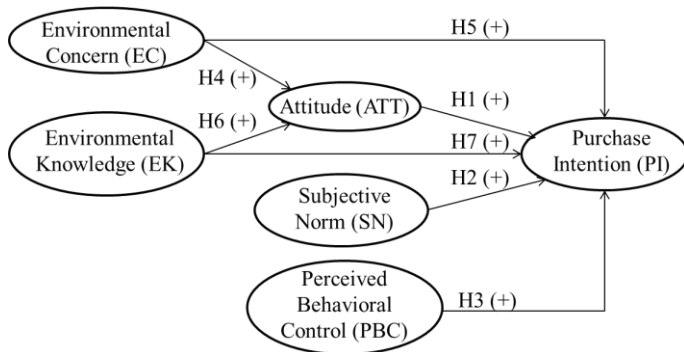 Environmental
Concern (EC)
H5 (+)
H4 (+)
Attitude (ATT)
H1 (+)
H6 (+)
Environmental
Knowledge (EK)
H7 (+)
Purchase
Intention (PI)
H2 (+)
Subjective
Norm (SN)
Perceived
Behavioral
Control (PBC)
H3 (+)